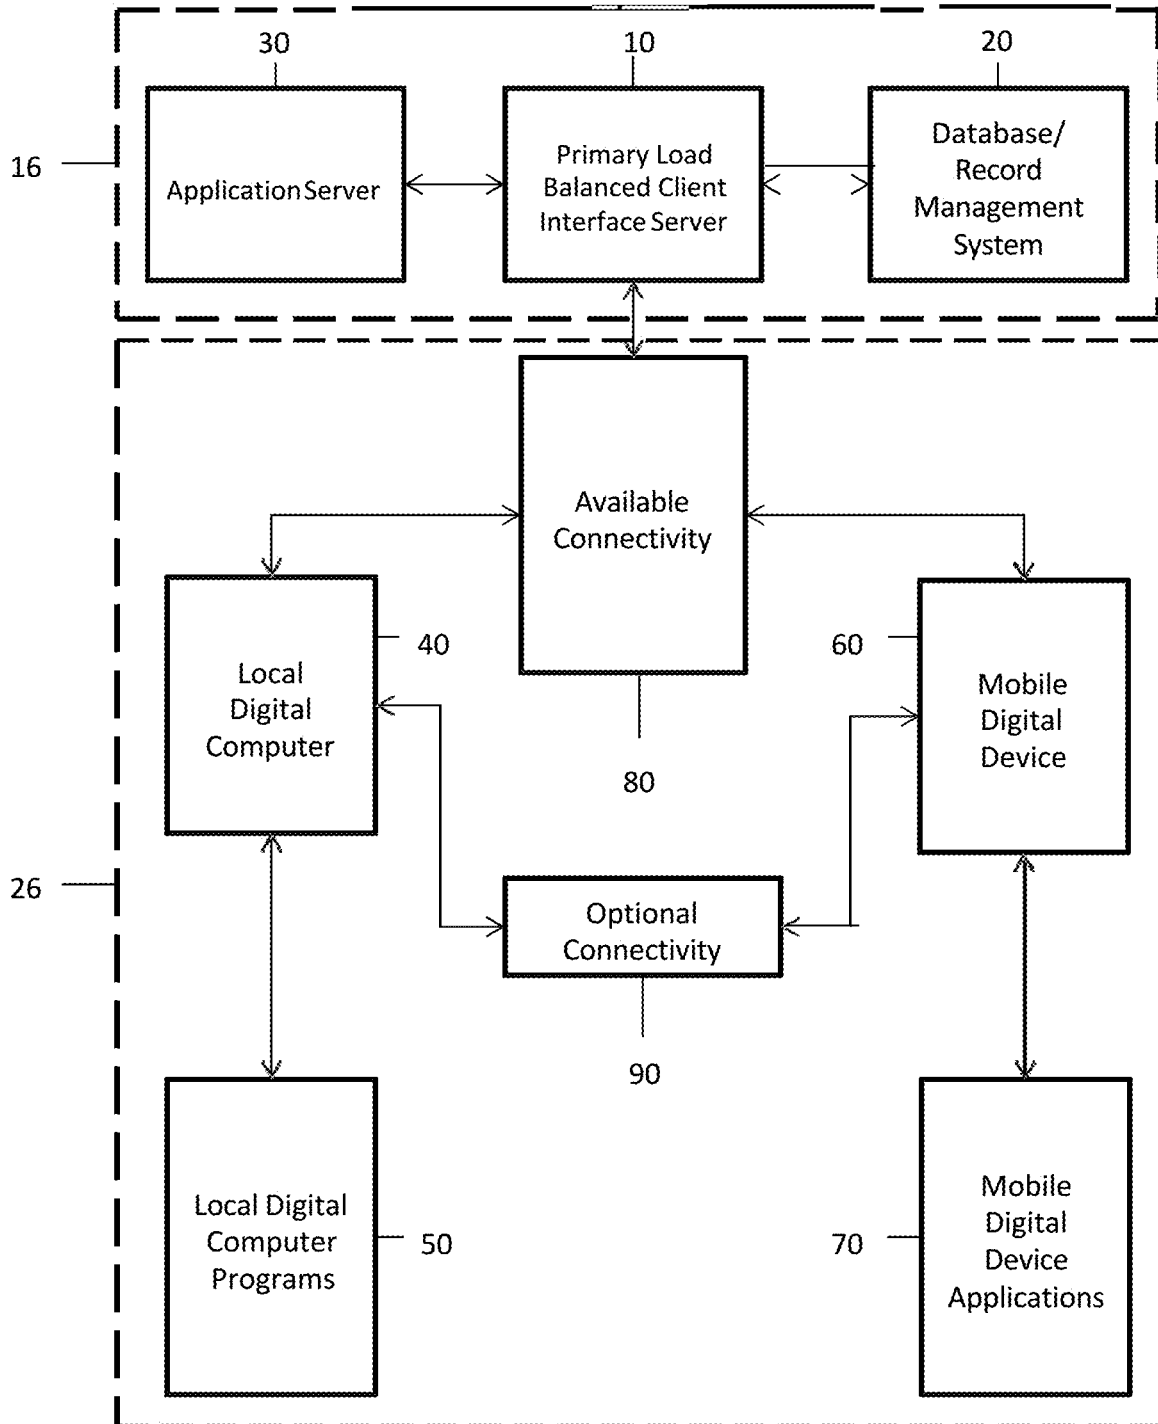 30
10
20
16
Application Server
Primary Load
Balanced Client
Interface Server
Database/
Record
Management
System
Available
Connectivity
40
60
Local
Digital
Computer
Mobile
Digital
Device
80
26
Optional
Connectivity
90
Local Digital
Computer
Programs
50
70
Mobile
Digital
Device
Applications